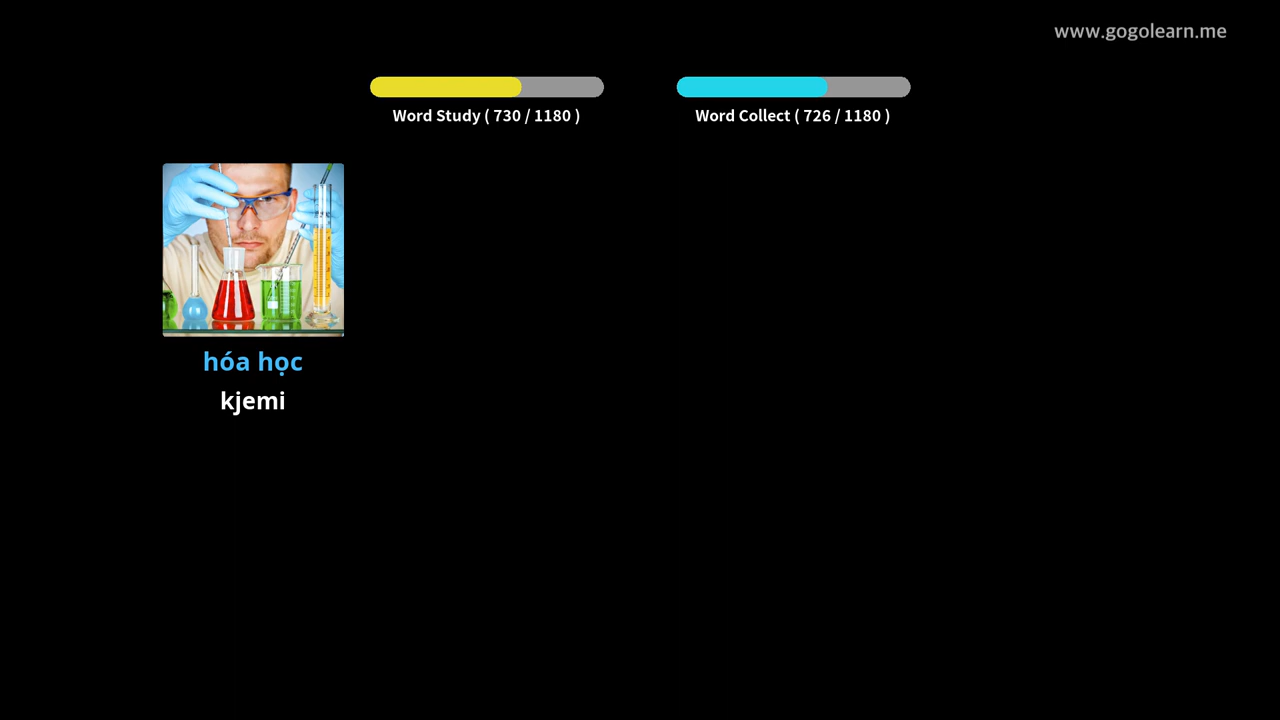 www.gogolearn.me
Word Study ( 730 / 1180 )
Word Collect ( 726 / 1180 )
hóa học
kjemi